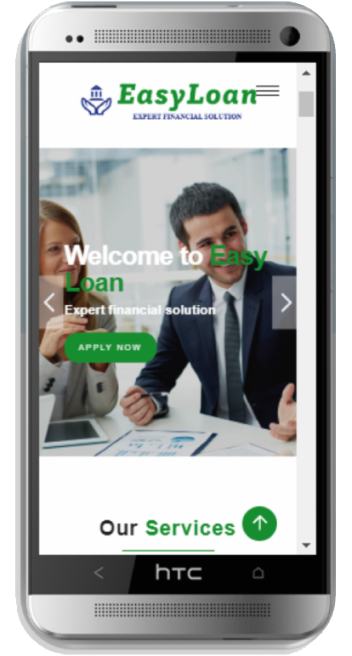 EasyLoan
EXPERT FINANCIAL SOLUTION
Welcome to Easy
Loan
Expert financial solution
APPLY NOW
Our Services
hTC